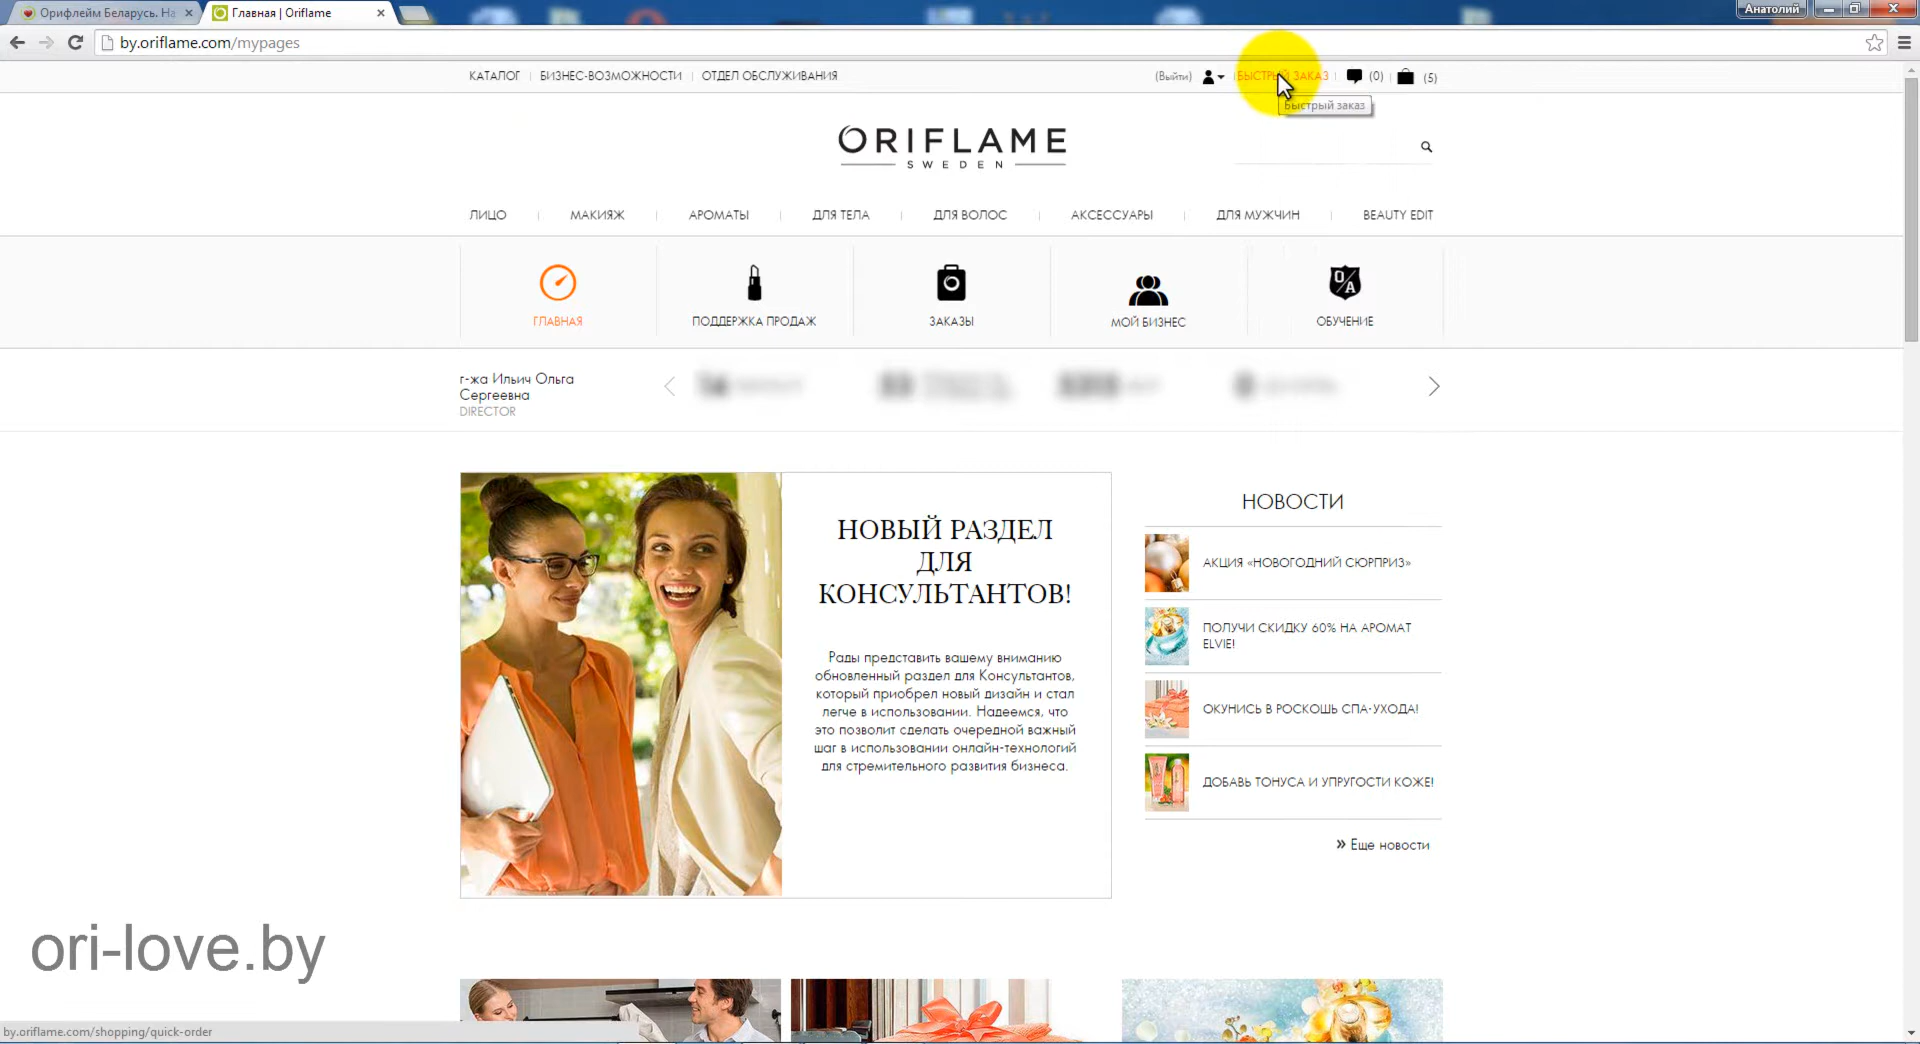 Орифлейм Беларусь. На
Главная | Oriflame
Анатолий
by.oriflame.com/mypages
КАТАЛОГ
БИЗНЕС-ВОЗМОЖНОСТИ
ОТДЕЛ ОБСЛУЖИВАНИЯ
(Выйти)
БЫСТРЫЙ ЗАКАЗ
(0)
(5)
Быстрый заказ
ORIFLAME
SWEDEN
ЛИЦО
МАКИЯЖ
АРОМАТЫ
ДЛЯ ТЕЛА
ДЛЯ ВОЛОС
АКСЕССУАРЫ
ДЛЯ МУЖЧИН
BEAUTY EDIT
O/A
ГЛАВНАЯ
ПОДДЕРЖКА ПРОДАЖ
ЗАКАЗЫ
МОЙ БИЗНЕС
ОБУЧЕНИЕ
г-жа Ильич Ольга
Сергеевна
DIRECTOR
НОВЫЙ РАЗДЕЛ
ДЛЯ
КОНСУЛЬТАНТОВ!
Рады представить вашему вниманию
обновленный раздел для Консультантов,
который приобрел новый дизайн и стал
легче в использовании. Надеемся, что
это позволит сделать очередной важный
шаг в использовании онлайн-технологий
для стремительного развития бизнеса.
НОВОСТИ
АКЦИЯ «НОВОГОДНИЙ СЮРПРИЗ»
ПОЛУЧИ СКИДКУ 60% НА АРОМАТ
ELVIE!
ОКУНИСЬ В РОСКОШЬ СПА-УХОДА!
ДОБАВЬ ТОНУСА И УПРУГОСТИ КОЖЕ!
» Еще новости
ori-love.by
by.oriflame.com/shopping/quick-order